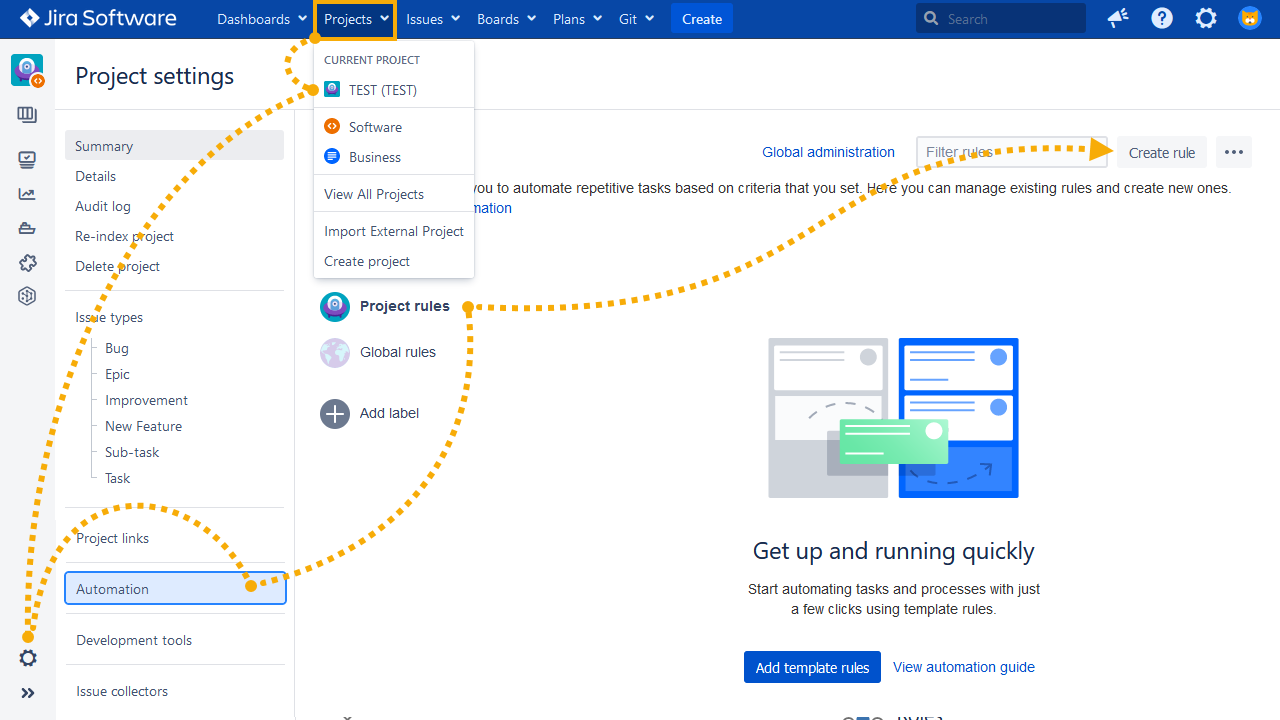 Jira Software
Dashboards
Projects
Issues
Boards
Plans
Git
Create
Search
Project settings
CURRENT PROJECT
TEST (TEST)
Software
Business
View All Projects
Import External Project
Create project
Summary
Details
Audit log
Re-index project
Delete project
Issue types
Bug
Epic
Improvement
New Feature
Sub-task
Task
Project links
Automation
Development tools
Issue collectors
Global administration
Filter rules
Create rule
you to automate repetitive tasks based on criteria that you set. Here you can manage existing rules and create new ones.
mation
Project rules
Global rules
Add label
Get up and running quickly
Start automating tasks and processes with just
a few clicks using template rules.
Add template rules
View automation guide